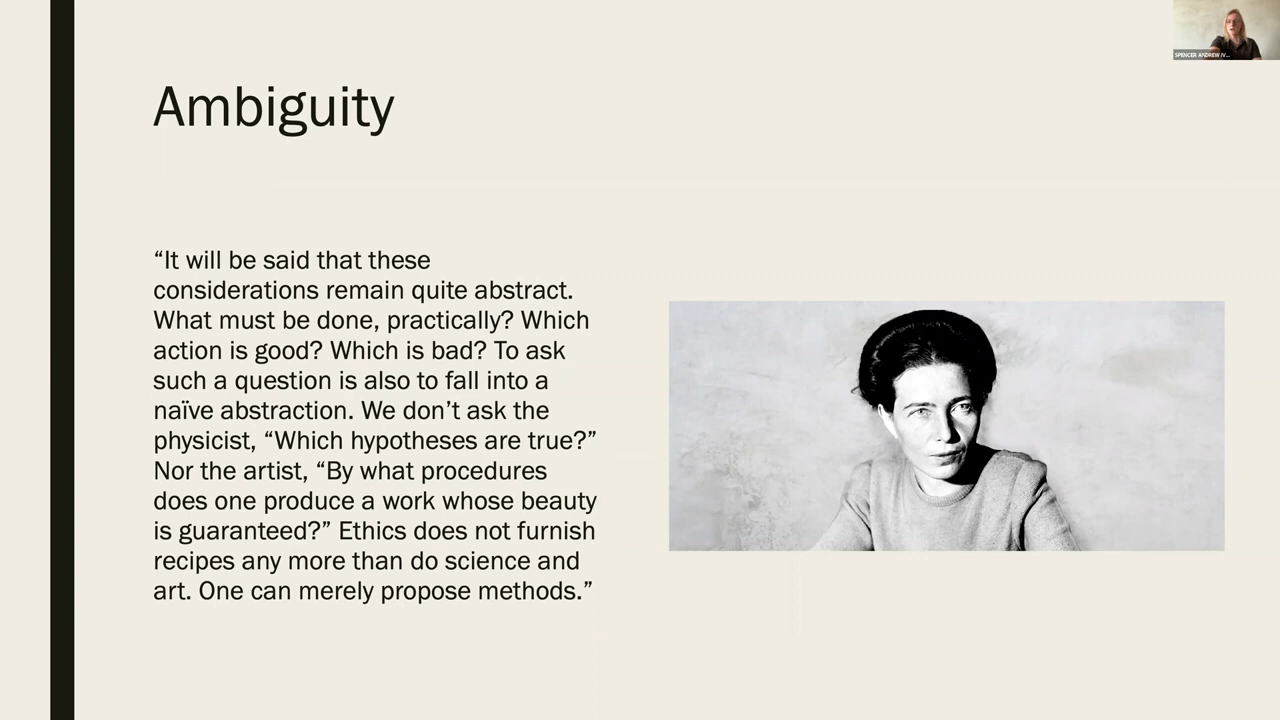 SPENCER ANDREW IV...
Ambiguity
“It will be said that these
considerations remain quite abstract.
What must be done, practically? Which
action is good? Which is bad? To ask
such a question is also to fall into a
naïve abstraction. We don’t ask the
physicist, “Which hypotheses are true?”
Nor the artist, “By what procedures
does one produce a work whose beauty
is guaranteed?” Ethics does not furnish
recipes any more than do science and
art. One can merely propose methods.”